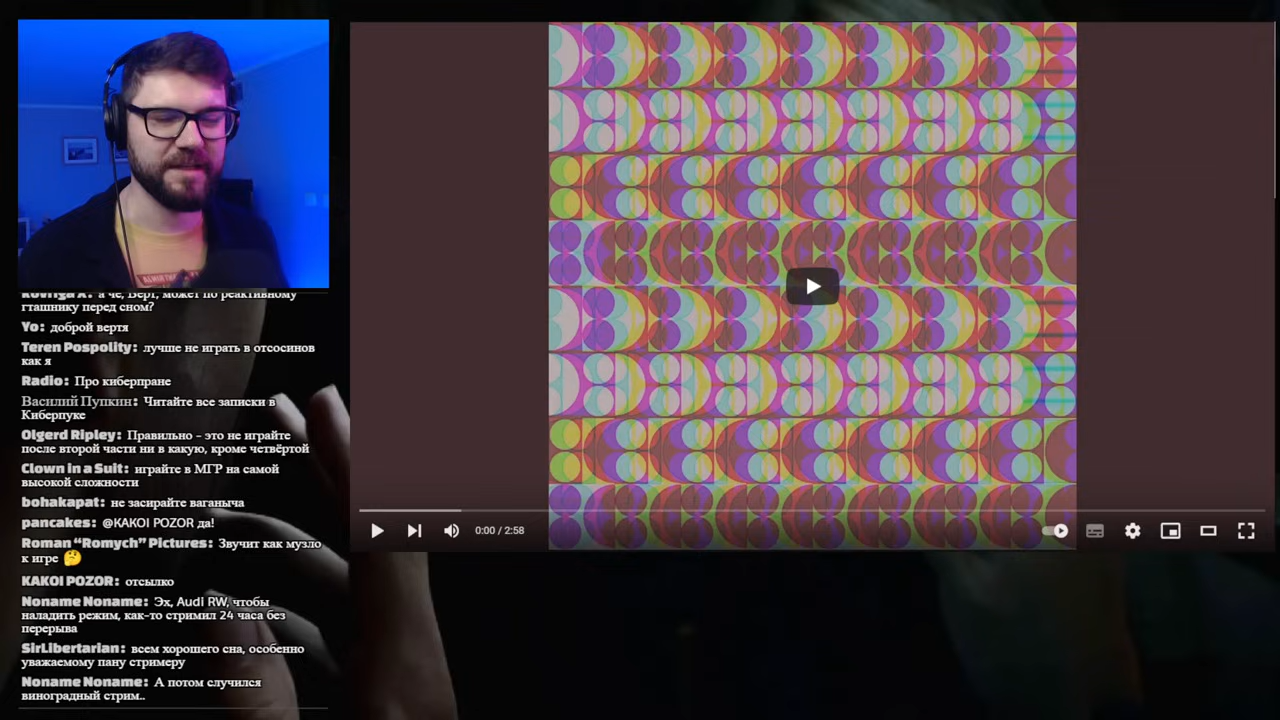 Kovriga X: а чё, Верт, может по реактивному
гташнику перед сном?
Yo: доброй вертя
Teren Pospolity: лучше не играть в отсосинов
как я
Radio: Про киберпране
Василий Пупкин: Читайте все записки в
Киберпуке
Olgerd Ripley: Правильно - это не играйте
после второй части ни в какую, кроме четвёртой
Clown in a Suit: играйте в МГР на самой
высокой сложности
bohakapat: не засирайте ваганыча
pancakes: @KAKOI POZOR да!
Roman “Romych” Pictures: Звучит как музло
к игре 🤔
KAKOI POZOR: отсылко
Noname Noname: Эх, Audi RW, чтобы
наладить режим, как-то стримил 24 часа без
перерыва
SirLibertarian: всем хорошего сна, особенно
уважаемому пану стримеру
Noname Noname: А потом случился
виноградный стрим..
0:00 / 2:58